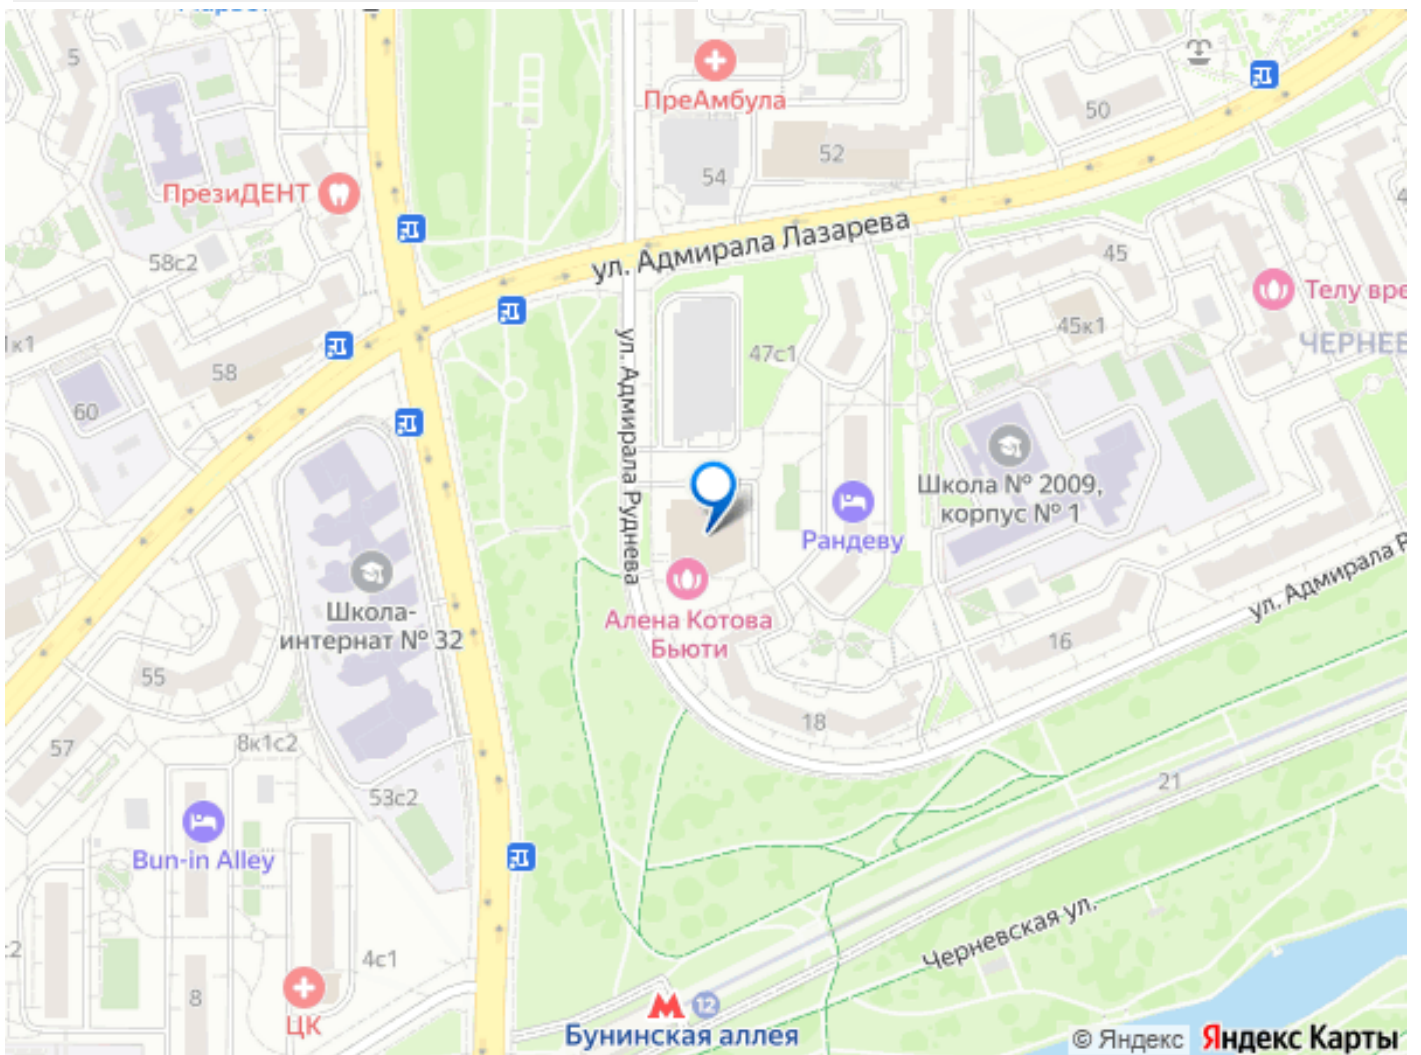 5
ПреАмбула
50
52
54
ПрезиДЕНТ
ул. Адмирала Лазарева
58с2
45
Телу вре
45к1
ЧЕРНЕВ
1к1
58
47с1
ул. Адмирала Руднева
60
Школа № 2009,
корпус № 1
Рандеву
Школа-
интернат № 32
Алена Котова
Бьюти
ул. Адмирала Р
16
55
18
57
8к1с2
21
53с2
Bun-in Alley
Черневская ул.
4с1
8
ЦК
12
Бунинская аллея
© Яндекс
Яндекс Карты